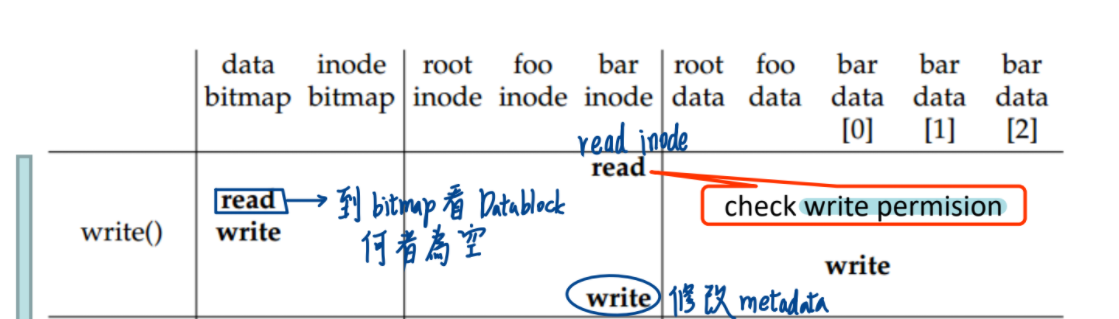 data inode root foo bar root foo bar bar bar
bitmap bitmap inode inode inode data data data data data
[0] [1] [2]
read inode
read
check write permision
read → 到 bitmap 看 Datablock
write() write
何者為空
write
write 修改 metadata